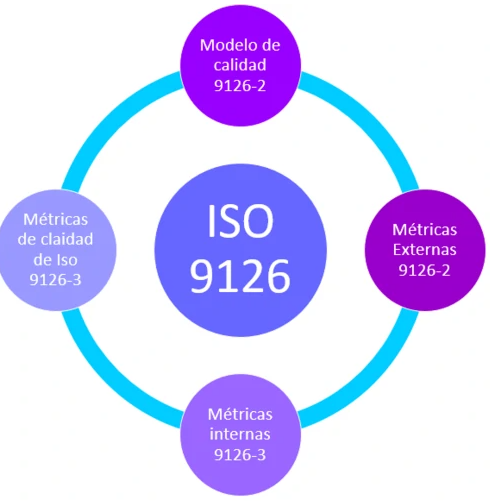 Modelo de
calidad
9126-2
Métricas
de claidad
de Iso
9126-3
ISO
9126
Métricas
Externas
9126-2
Métricas
internas
9126-3